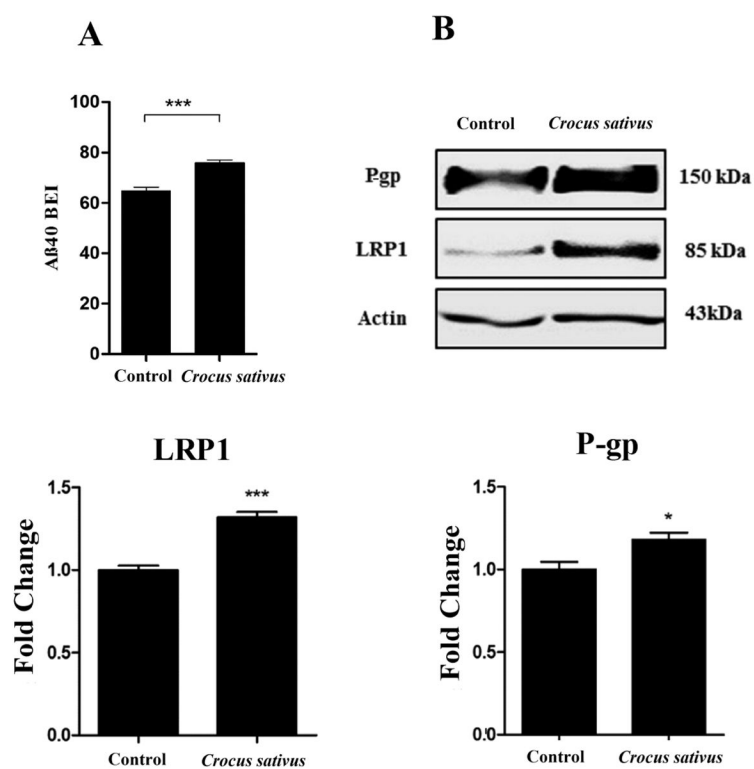 A
***
100
80
60
40
20
0
Aß40 BEI
Control Crocus sativus
B
Control Crocus sativus
Pgp 150 kDa
LRP1 85 kDa
Actin 43kDa
LRP1
***
1.5
1.0
0.5
0.0
Fold Change
Control Crocus sativus
P-gp
*
1.5
1.0
0.5
0.0
Fold Change
Control Crocus sativus